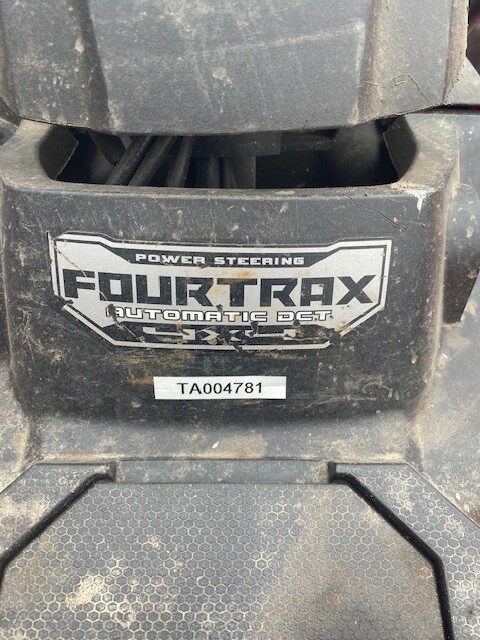 POWER STEERING
FOURTRAX
AUTOMATIC DCT
TA004781